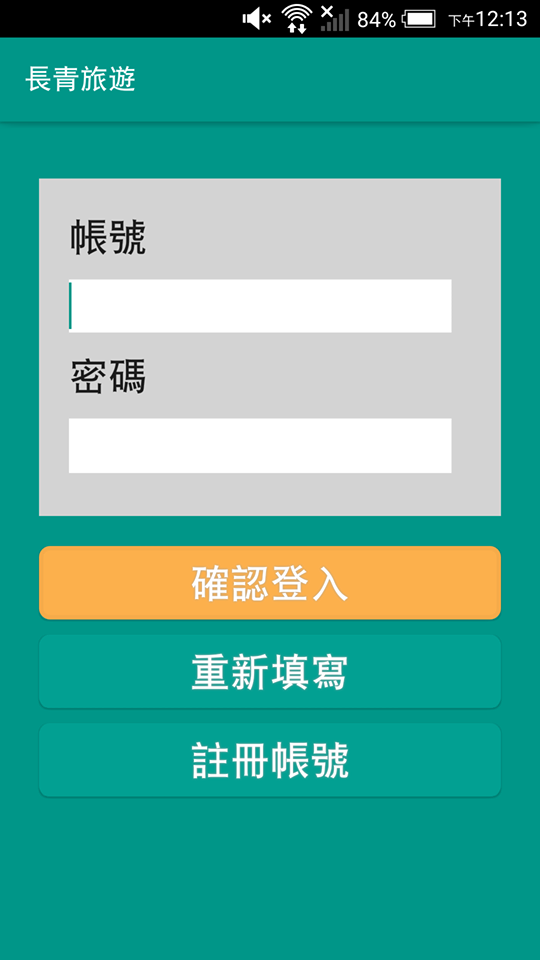 84% 下午12:13
長青旅遊
帳號
密碼
確認登入
重新填寫
註冊帳號